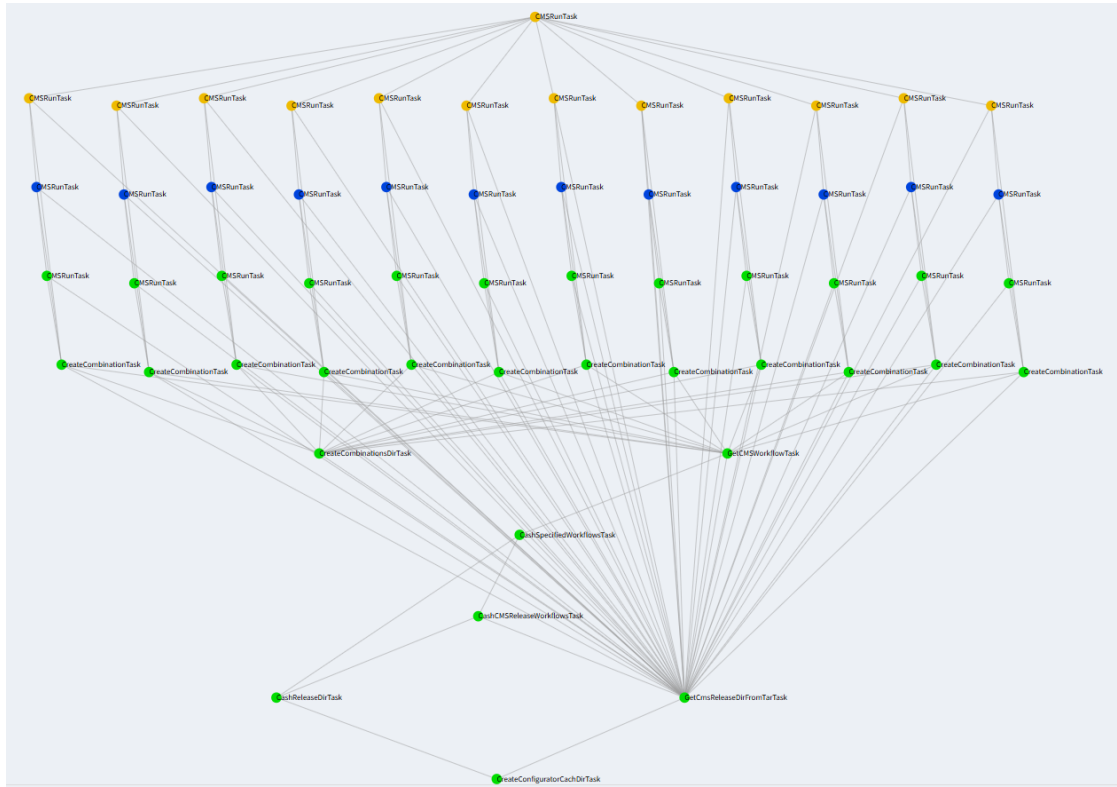 CMSRunTask
CMSRunTask CMSRunTask CMSRunTask CMSRunTask CMSRunTask CMSRunTask CMSRunTask CMSRunTask CMSRunTask CMSRunTask CMSRunTask CMSRunTask
CMSRunTask CMSRunTask CMSRunTask CMSRunTask CMSRunTask CMSRunTask CMSRunTask CMSRunTask CMSRunTask CMSRunTask CMSRunTask CMSRunTask
CMSRunTask CMSRunTask CMSRunTask CMSRunTask CMSRunTask CMSRunTask CMSRunTask CMSRunTask CMSRunTask CMSRunTask CMSRunTask CMSRunTask
CreateCombinationTask CreateCombinationTask CreateCombinationTask CreateCombinationTask CreateCombinationTask CreateCombinationTask CreateCombinationTask CreateCombinationTask CreateCombinationTask CreateCombinationTask CreateCombinationTask CreateCombinationTask
CreateCombinationsDirTask GetCMSWorkflowTask
CashSpecifiedWorkflowsTask
CashCMSReleaseWorkflowsTask
CashReleaseDirTask GetCmsReleaseDirFromTarTask
CreateConfiguratorCachDirTask